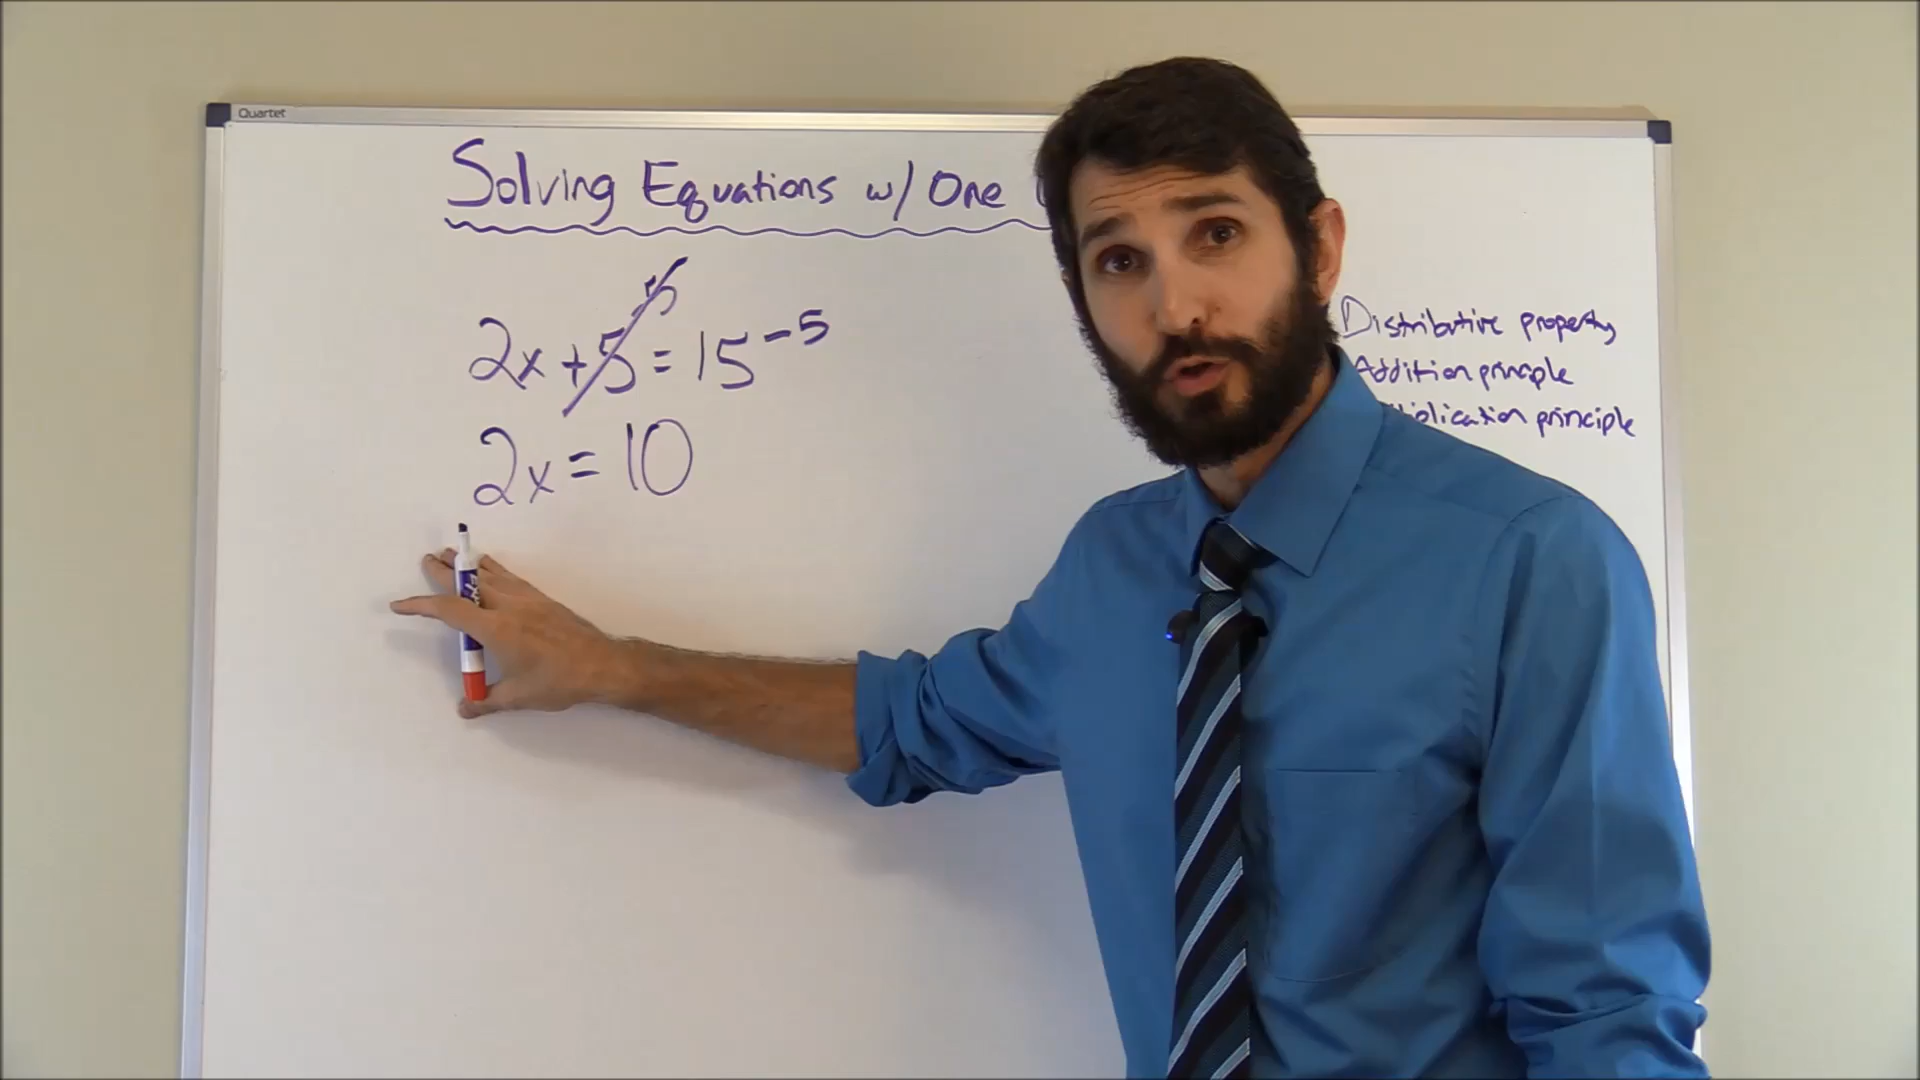 Quartet
Solving Equations w/ One
2x + 5 - 5 = 15 - 5
2x = 10
Distributive property
Addition principle
principle